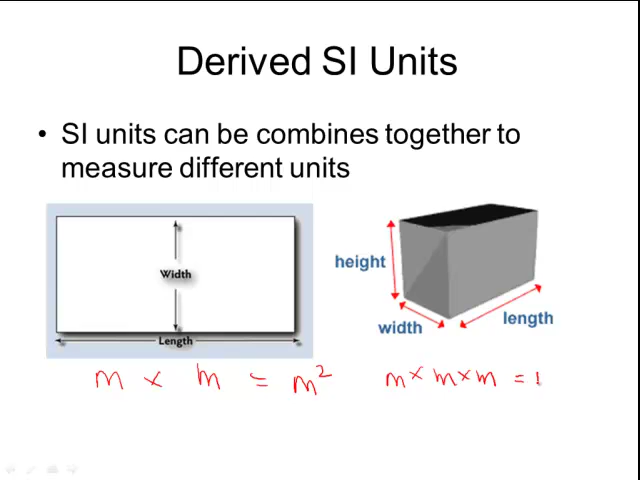 Derived SI Units
• SI units can be combines together to
measure different units
Width
Length
height
width
length
m × m = m²
m × m × m =